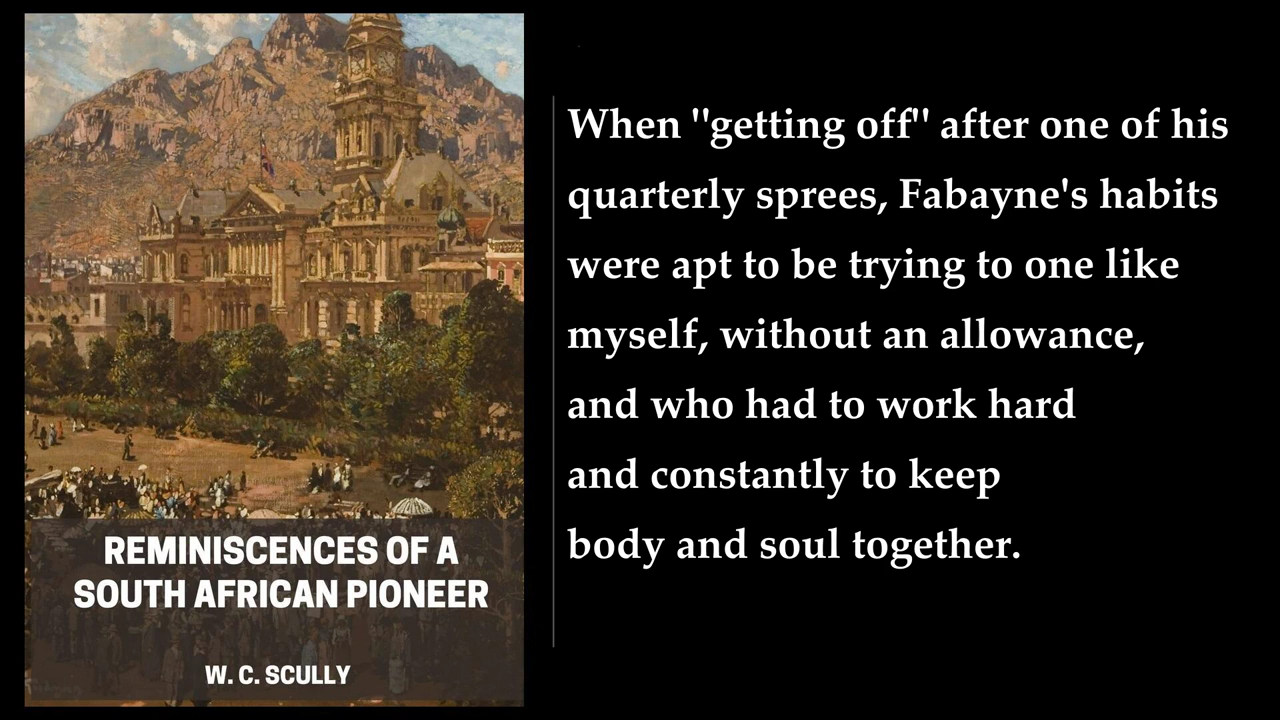 When "getting off" after one of his
quarterly sprees, Fabayne's habits
were apt to be trying to one like
myself, without an allowance,
and who had to work hard
and constantly to keep
body and soul together.
REMINISCENCES OF A
SOUTH AFRICAN PIONEER
W. C. SCULLY